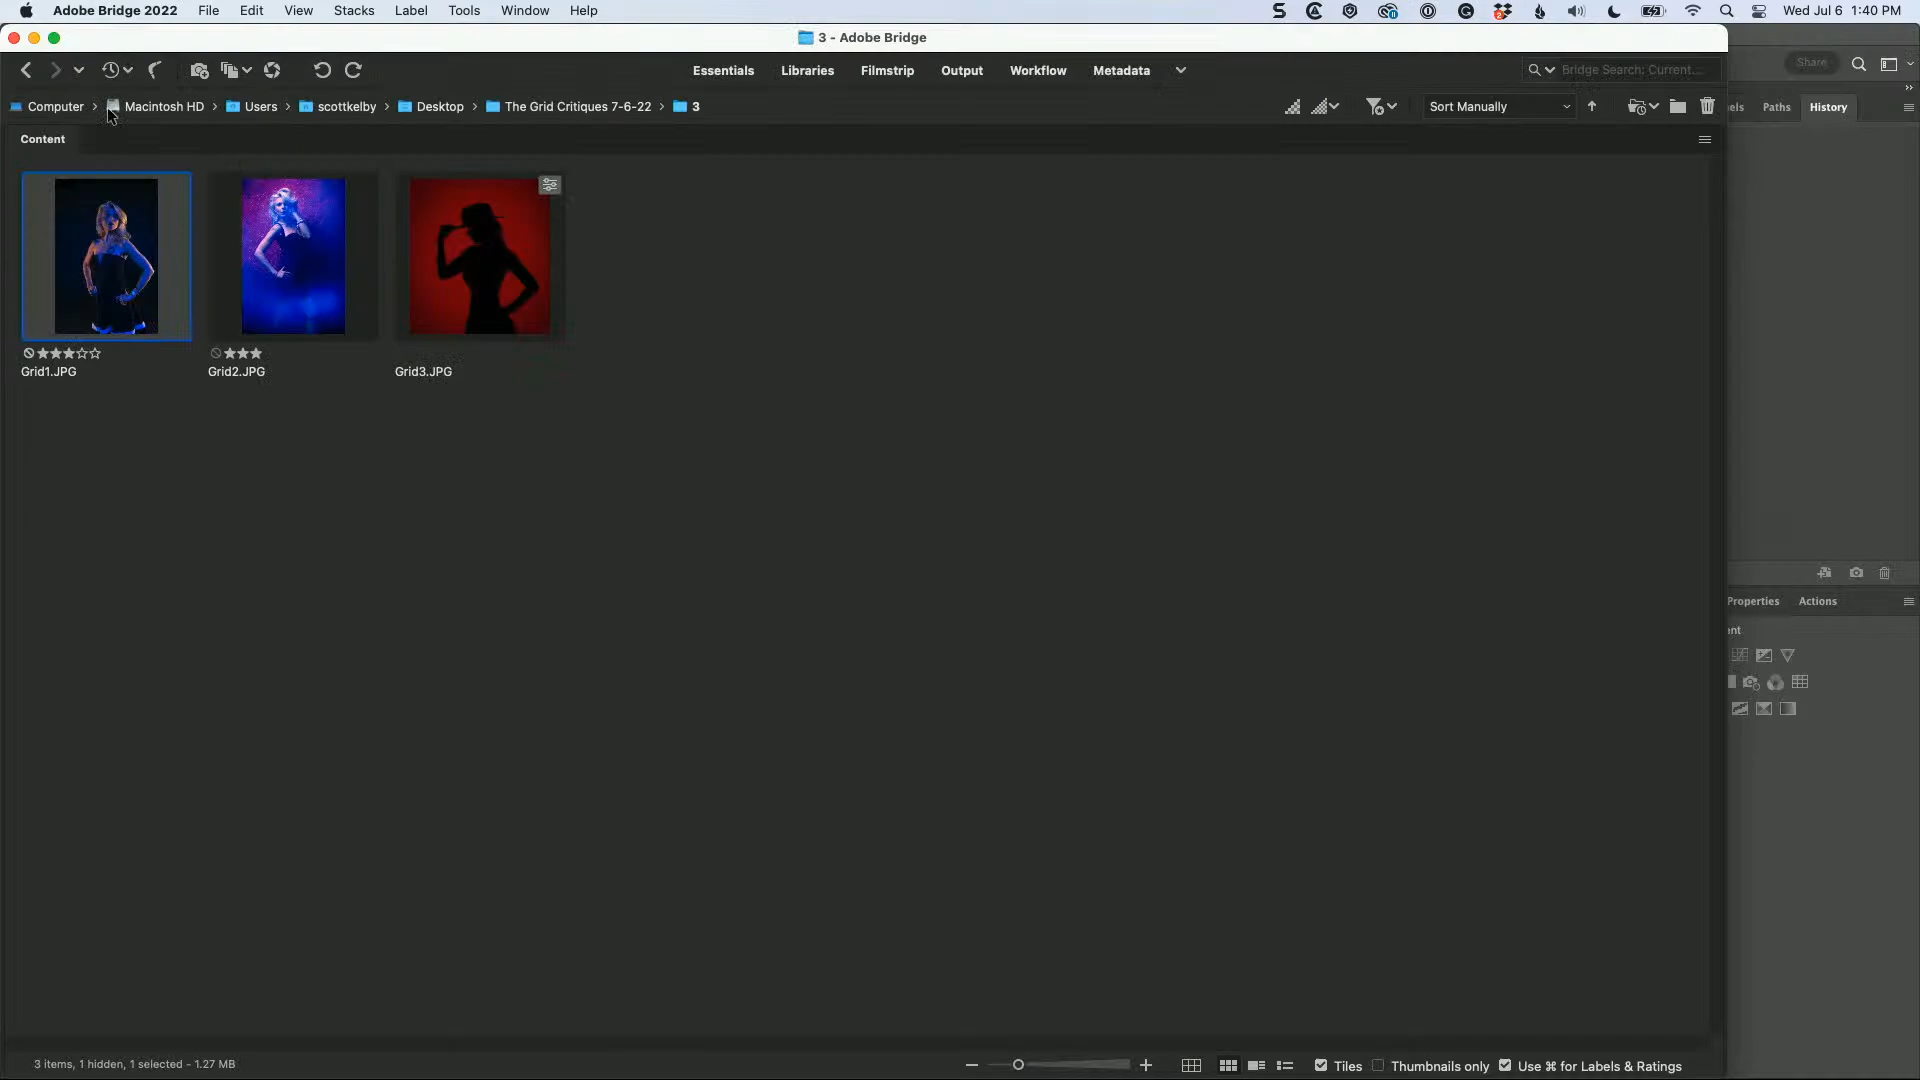 Adobe Bridge 2022 File Edit View Stacks Label Tools Window Help Wed Jul 6 1:40 PM
3 - Adobe Bridge
Essentials Libraries Filmstrip Output Workflow Metadata Bridge Search: Current... Share
Computer › Macintosh HD › Users › scottkelby › Desktop › The Grid Critiques 7-6-22 › 3 Sort Manually els Paths History
Content
Grid1.JPG Grid2.JPG Grid3.JPG
Properties Actions
ent
3 items, 1 hidden, 1 selected - 1.27 MB Tiles Thumbnails only Use ⌘ for Labels & Ratings